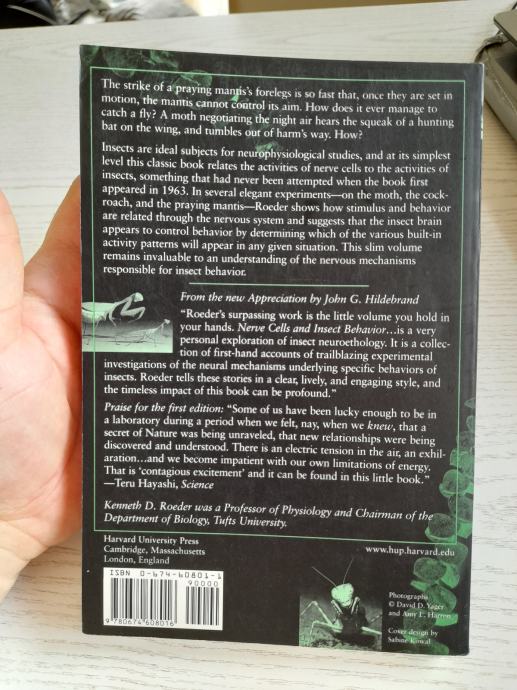 The strike of a praying mantis's forelegs is so fast that, once they are set in
motion, the mantis cannot control its aim. How does it ever manage to
catch a fly? A moth negotiating the night air hears the squeak of a hunting
bat on the wing, and tumbles out of harm's way. How?
Insects are ideal subjects for neurophysiological studies, and at its simplest
level this classic book relates the activities of nerve cells to the activities of
insects, something that had never been attempted when the book first
appeared in 1963. In several elegant experiments—on the moth, the cock-
roach, and the praying mantis—Roeder shows how stimulus and behavior
are related through the nervous system and suggests that the insect brain
appears to control behavior by determining which of the various built-in
activity patterns will appear in any given situation. This slim volume
remains invaluable to an understanding of the nervous mechanisms
responsible for insect behavior.
From the new Appreciation by John G. Hildebrand
"Roeder's surpassing work is the little volume you hold in
your hands. Nerve Cells and Insect Behavior...is a very
personal exploration of insect neuroethology. It is a collec-
tion of first-hand accounts of trailblazing experimental
investigations of the neural mechanisms underlying specific behaviors of
insects. Roeder tells these stories in a clear, lively, and engaging style, and
the timeless impact of this book can be profound."
Praise for the first edition: "Some of us have been lucky enough to be in
a laboratory during a period when we felt, nay, when we knew, that a
secret of Nature was being unraveled, that new relationships were being
discovered and understood. There is an electric tension in the air, an exhil-
aration...and we become impatient with our own limitations of energy.
That is 'contagious excitement' and it can be found in this little book."
—Teru Hayashi, Science
Kenneth D. Roeder was a Professor of Physiology and Chairman of the
Department of Biology, Tufts University.
Harvard University Press
Cambridge, Massachusetts
London, England
www.hup.harvard.edu
ISBN 0-674-60801-1
90000
9 780674 608016
Photographs
© David D. Yager
and Amy E. Harron
Cover design by
Sabine Kowal